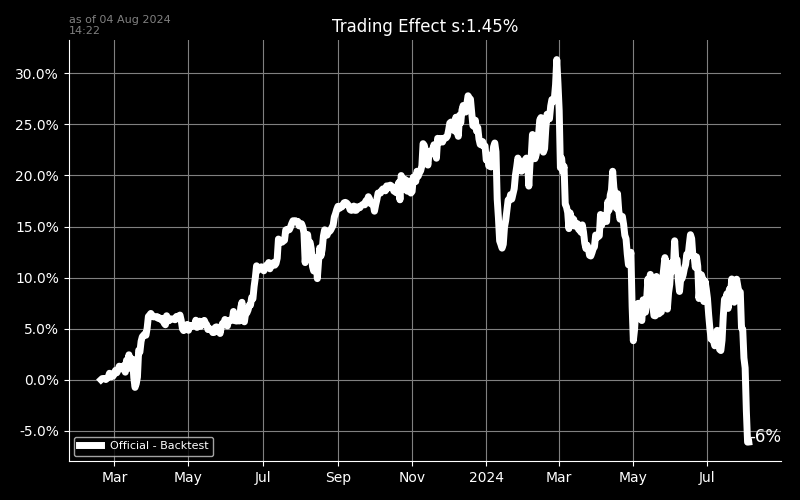 as of 04 Aug 2024
14:22
Trading Effect s:1.45%
30.0%
25.0%
20.0%
15.0%
10.0%
5.0%
0.0%
-5.0%
-6%
Official - Backtest
Mar May Jul Sep Nov 2024 Mar May Jul